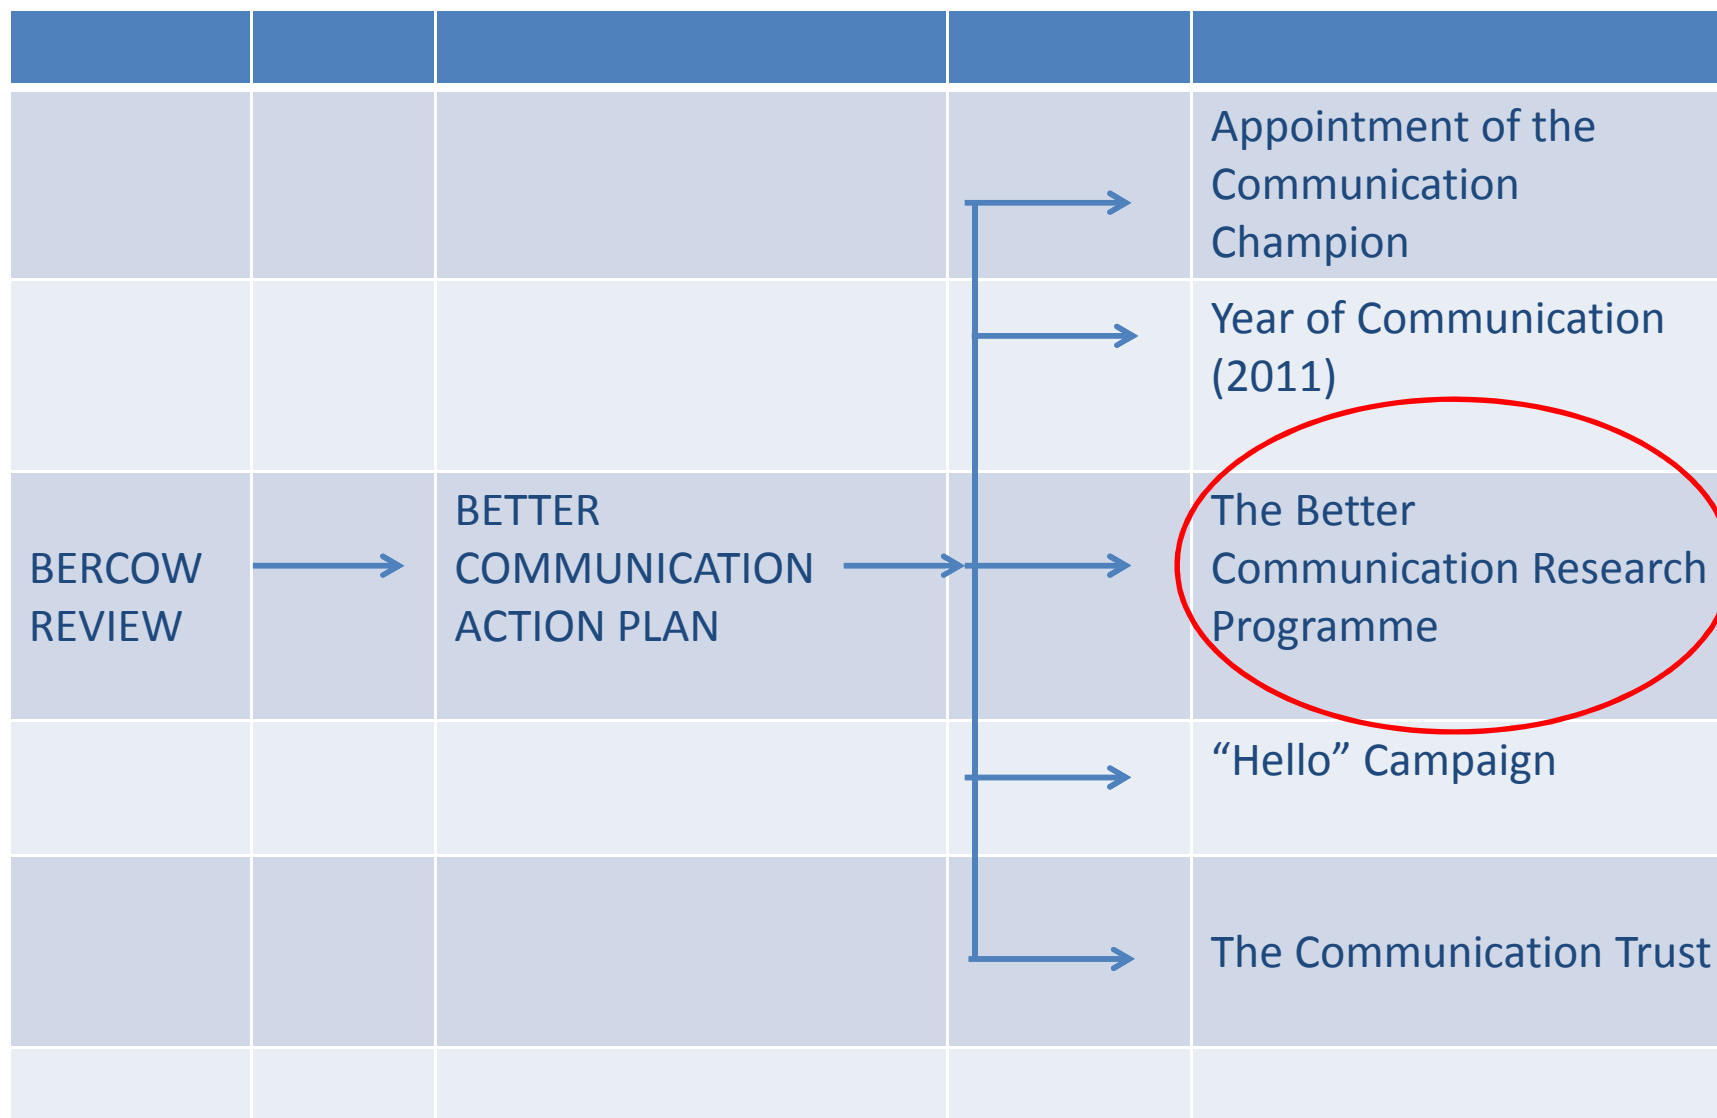 Appointment of the
Communication
Champion
Year of Communication
(2011)
BERCOW
REVIEW
BETTER
COMMUNICATION
ACTION PLAN
The Better
Communication Research
Programme
“Hello” Campaign
The Communication Trust